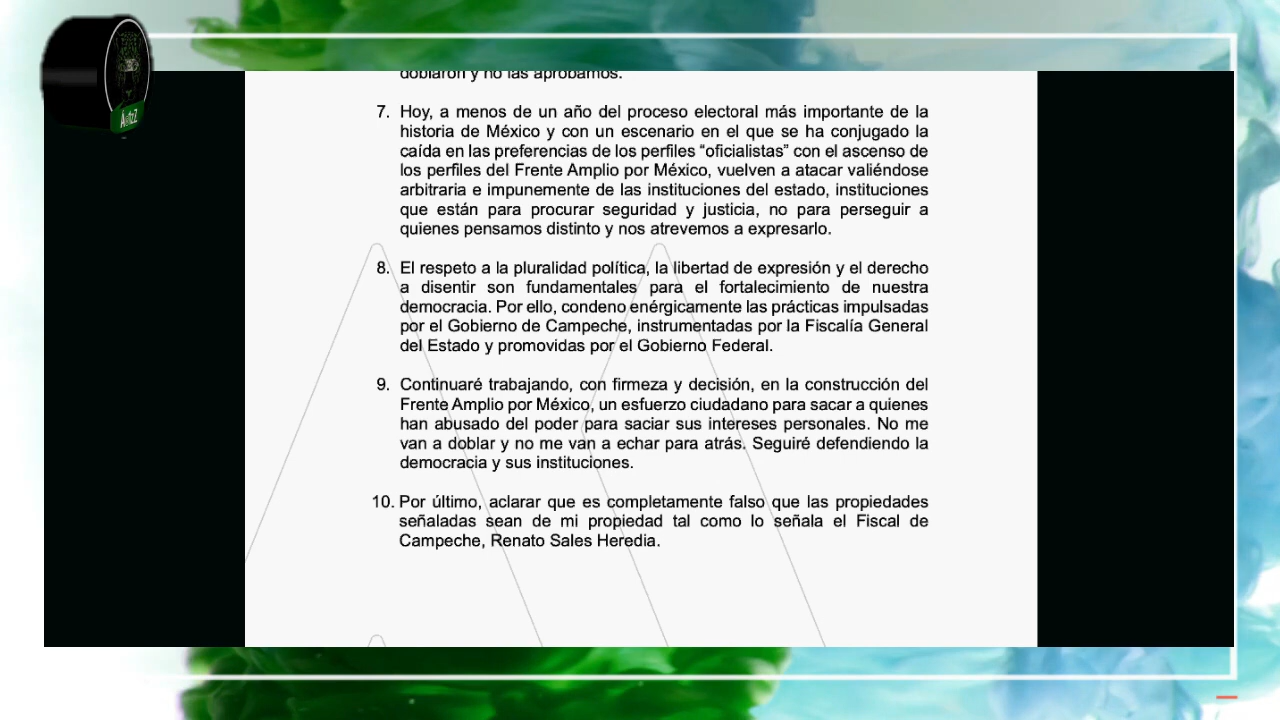 doblaron y no las aprobamos.
7. Hoy, a menos de un año del proceso electoral más importante de la
historia de México y con un escenario en el que se ha conjugado la
caída en las preferencias de los perfiles “oficialistas” con el ascenso de
los perfiles del Frente Amplio por México, vuelven a atacar valiéndose
arbitraria e impunemente de las instituciones del estado, instituciones
que están para procurar seguridad y justicia, no para perseguir a
quienes pensamos distinto y nos atrevemos a expresarlo.
8. El respeto a la pluralidad política, la libertad de expresión y el derecho
a disentir son fundamentales para el fortalecimiento de nuestra
democracia. Por ello, condeno enérgicamente las prácticas impulsadas
por el Gobierno de Campeche, instrumentadas por la Fiscalía General
del Estado y promovidas por el Gobierno Federal.
9. Continuaré trabajando, con firmeza y decisión, en la construcción del
Frente Amplio por México, un esfuerzo ciudadano para sacar a quienes
han abusado del poder para saciar sus intereses personales. No me
van a doblar y no me van a echar para atrás. Seguiré defendiendo la
democracia y sus instituciones.
10. Por último, aclarar que es completamente falso que las propiedades
señaladas sean de mi propiedad tal como lo señala el Fiscal de
Campeche, Renato Sales Heredia.